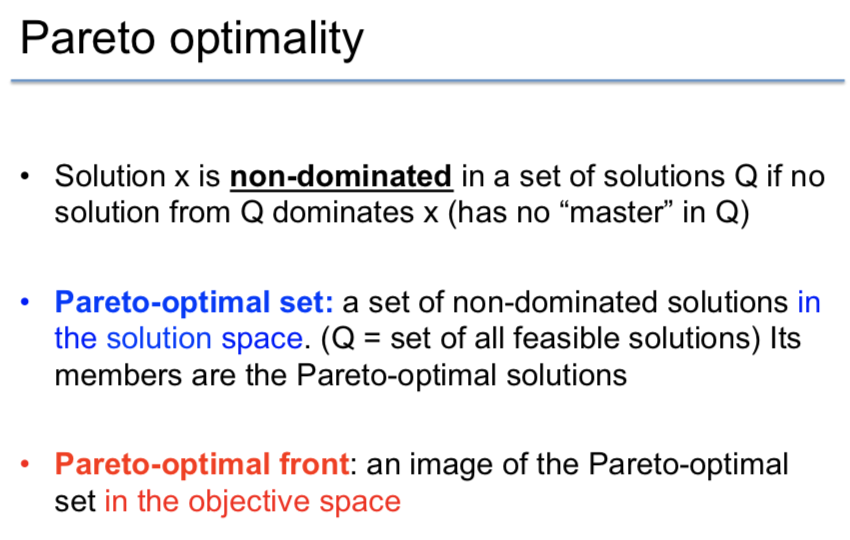 Pareto optimality
• Solution x is non-dominated in a set of solutions Q if no
solution from Q dominates x (has no “master” in Q)
• Pareto-optimal set: a set of non-dominated solutions in
the solution space. (Q = set of all feasible solutions) Its
members are the Pareto-optimal solutions
• Pareto-optimal front: an image of the Pareto-optimal
set in the objective space